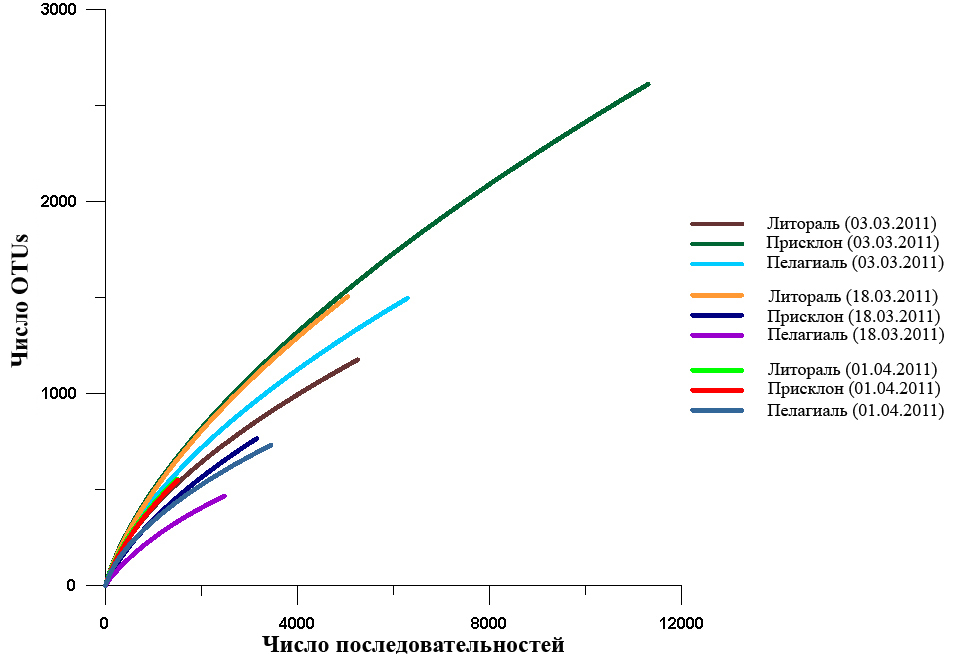 3000
2000
1000
0
Число OTUs
0
4000
8000
12000
Число последовательностей
Литораль (03.03.2011)
Присклон (03.03.2011)
Пелагиаль (03.03.2011)
Литораль (18.03.2011)
Присклон (18.03.2011)
Пелагиаль (18.03.2011)
Литораль (01.04.2011)
Присклон (01.04.2011)
Пелагиаль (01.04.2011)